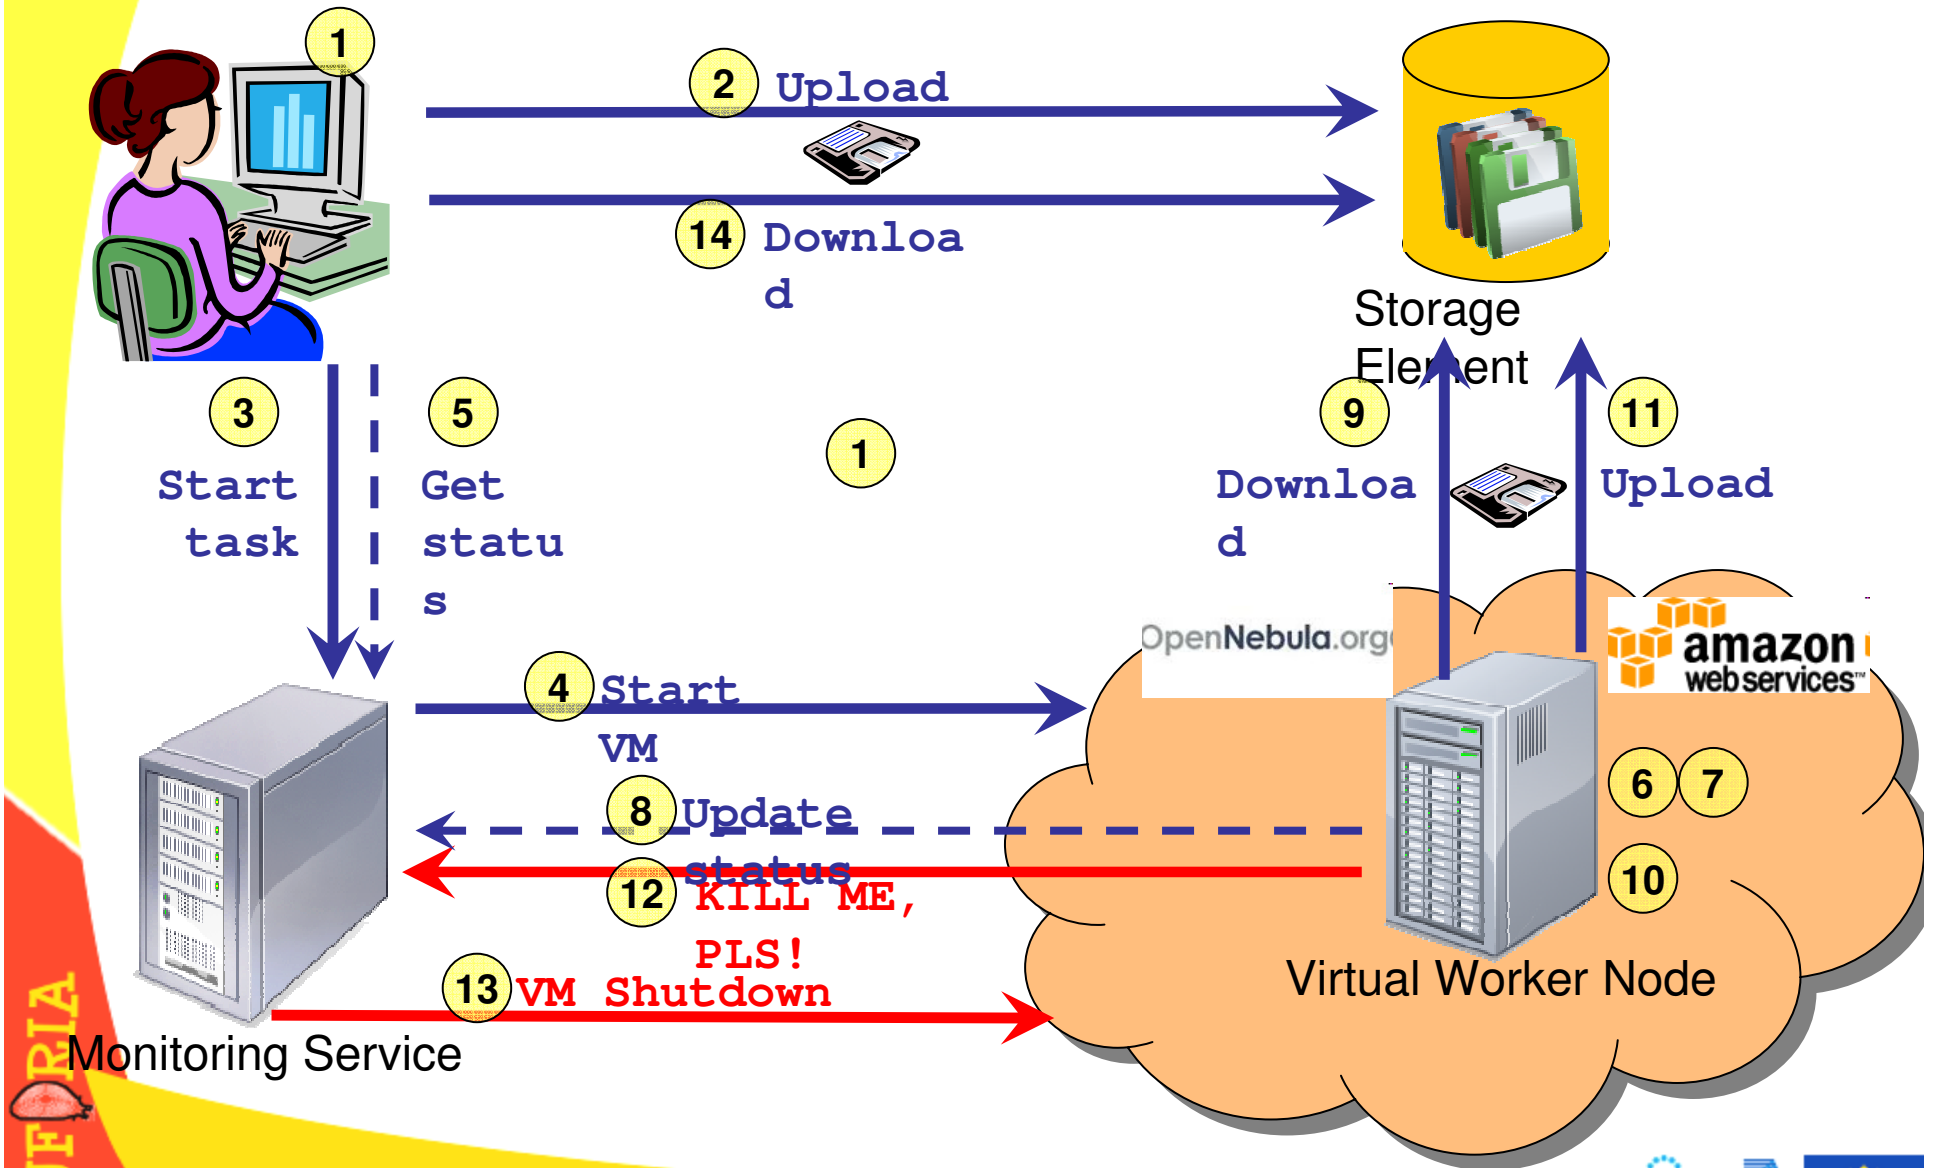 1
2 Upload
14 Downloa
d
Storage
Element
3
Start
task
5
Get
statu
s
1
9
Downloa
d
11
Upload
OpenNebula.org
amazon
webservices™
4 Start
VM
6 7
8 Update
status
10
12 KILL ME,
PLS!
13 VM Shutdown
Virtual Worker Node
Monitoring Service